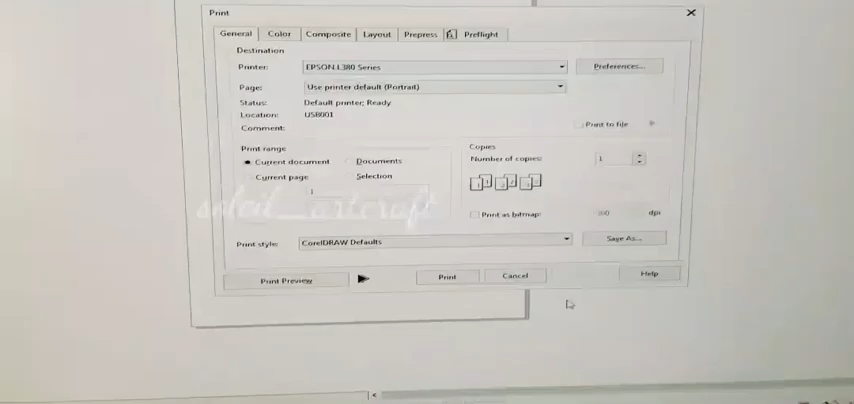 Print
General Color Composite Layout Prepress Preflight
Destination
Printer: EPSON L380 Series Preferences...
Page: Use printer default (Portrait)
Status: Default printer; Ready
Location: USB001
Comment: Print to file
Print range
Current document Documents
Current page Selection
1
Copies
Number of copies: 1
Print as bitmap: dpi
soleil_artcraft
Print style: CorelDRAW Defaults Save As...
Print Preview Print Cancel Help